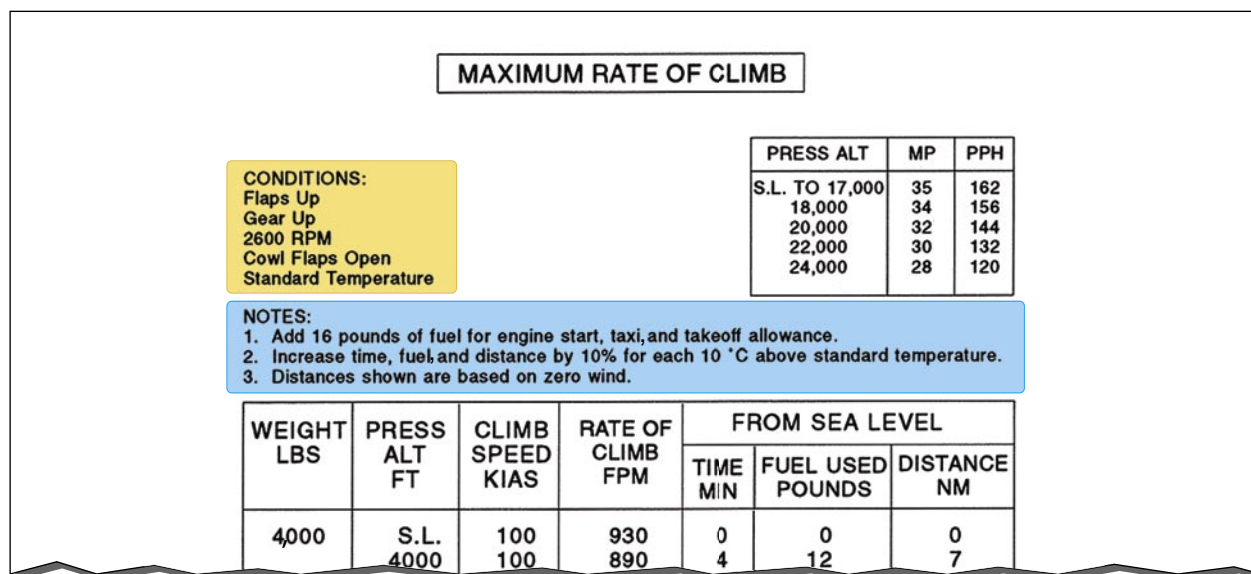 MAXIMUM RATE OF CLIMB
PRESS ALT MP PPH
S.L. TO 17,000 35 162
18,000 34 156
20,000 32 144
22,000 30 132
24,000 28 120
CONDITIONS:
Flaps Up
Gear Up
2600 RPM
Cowl Flaps Open
Standard Temperature
NOTES:
1. Add 16 pounds of fuel for engine start, taxi, and takeoff allowance.
2. Increase time, fuel, and distance by 10% for each 10 °C above standard temperature.
3. Distances shown are based on zero wind.
WEIGHT LBS
PRESS ALT FT
CLIMB SPEED KIAS
RATE OF CLIMB FPM
FROM SEA LEVEL
TIME MIN
FUEL USED POUNDS
DISTANCE NM
4,000 S.L. 100 930 0 0 0
4000 100 890 4 12 7